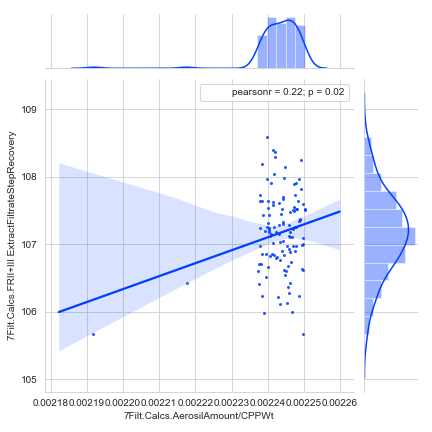 pearsonr = 0.22; p = 0.02
109
108
107
106
105
7Filt.Calcs.FRII+III ExtractFiltrateStepRecovery
0.00218 0.00219 0.00220 0.00221 0.00222 0.00223 0.00224 0.00225 0.00226
7Filt.Calcs.AerosilAmount/CPPWt